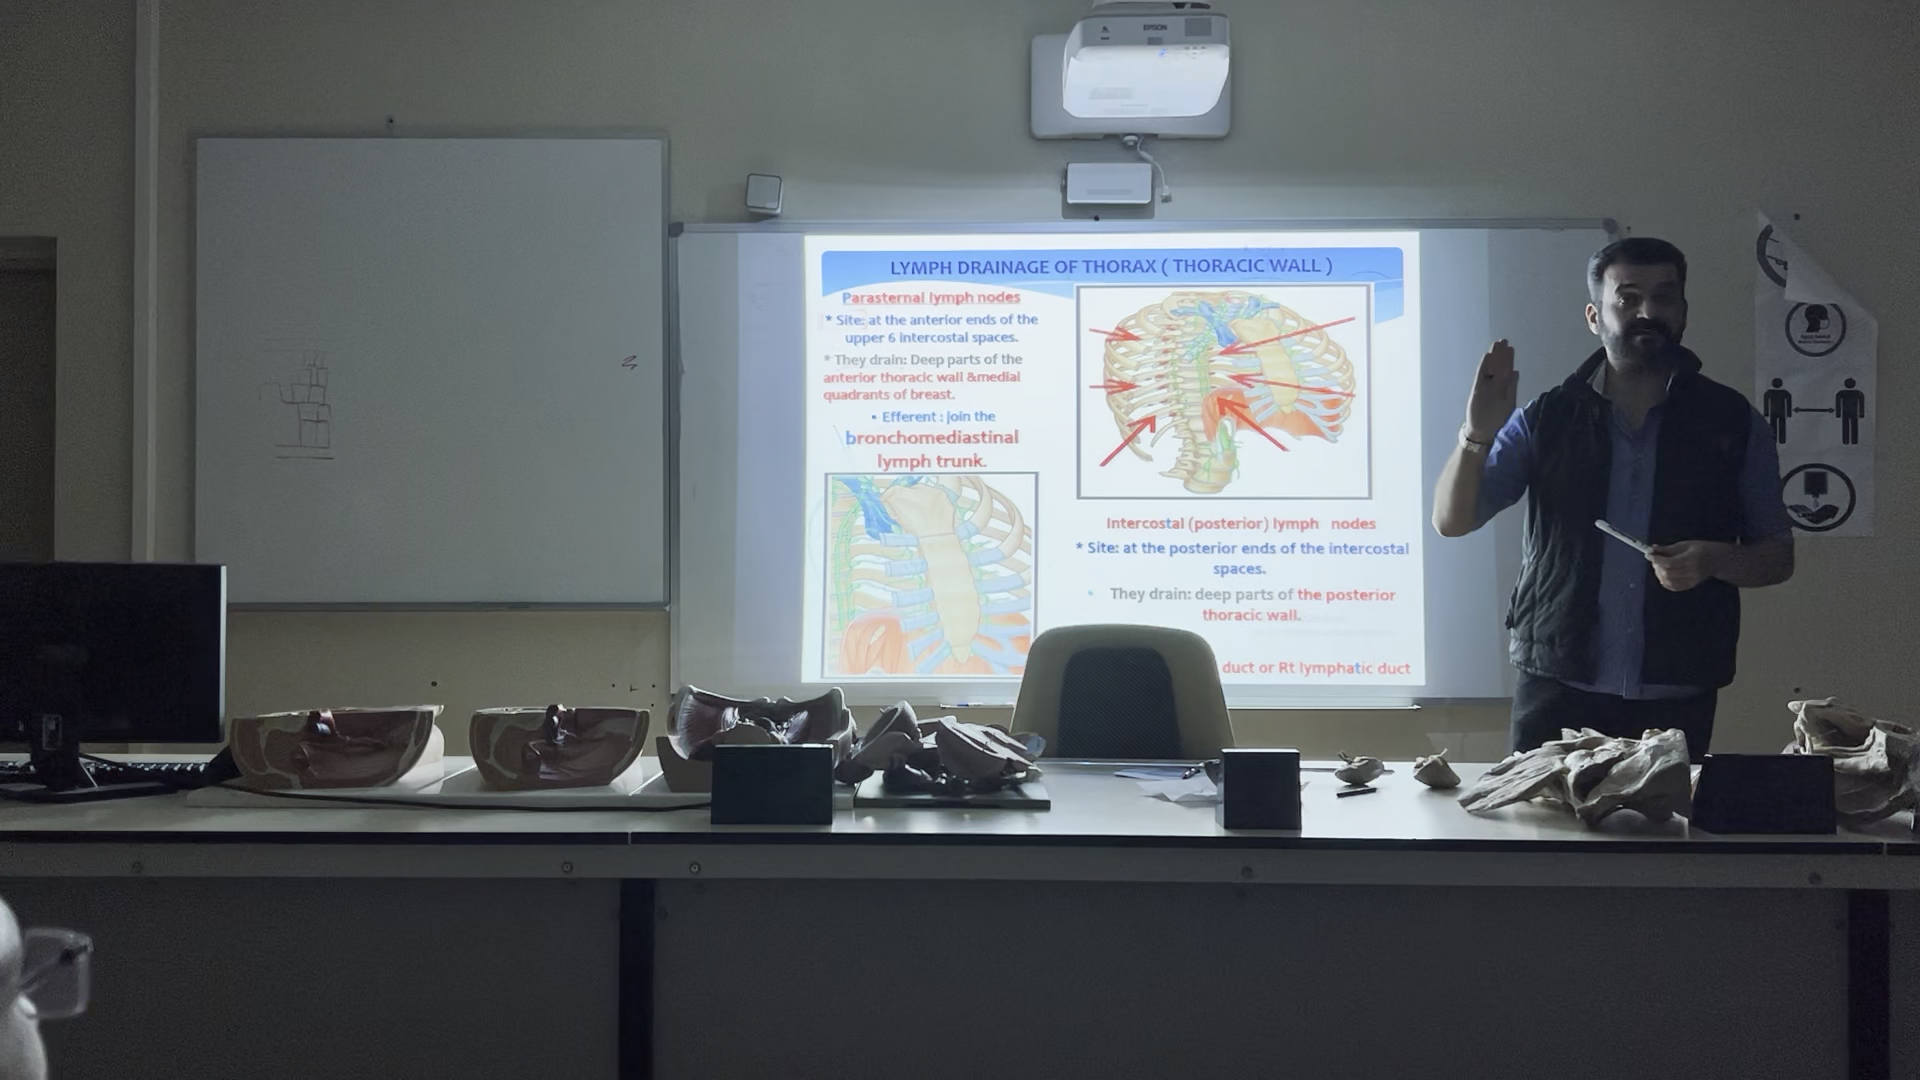 EPSON
LYMPH DRAINAGE OF THORAX ( THORACIC WALL )
Parasternal lymph nodes
* Site: at the anterior ends of the
upper 6 intercostal spaces.
* They drain: Deep parts of the
anterior thoracic wall &medial
quadrants of breast.
• Efferent : join the
bronchomediastinal
lymph trunk.
Intercostal (posterior) lymph nodes
* Site: at the posterior ends of the intercostal
spaces.
• They drain: deep parts of the posterior
thoracic wall.
duct or Rt lymphatic duct